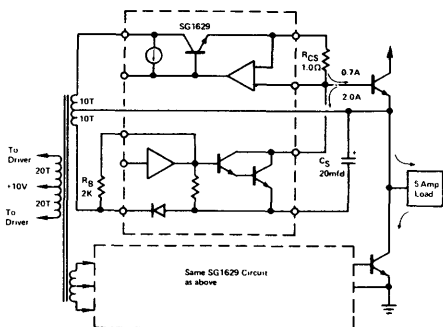 SG1629
RCS
1.0Ω
0.7A
2.0A
10T
10T
To
Driver
20T
+10V
20T
To
Driver
RB
2K
CS
20mfd
5 Amp
Load
Same SG1629 Circuit
as above